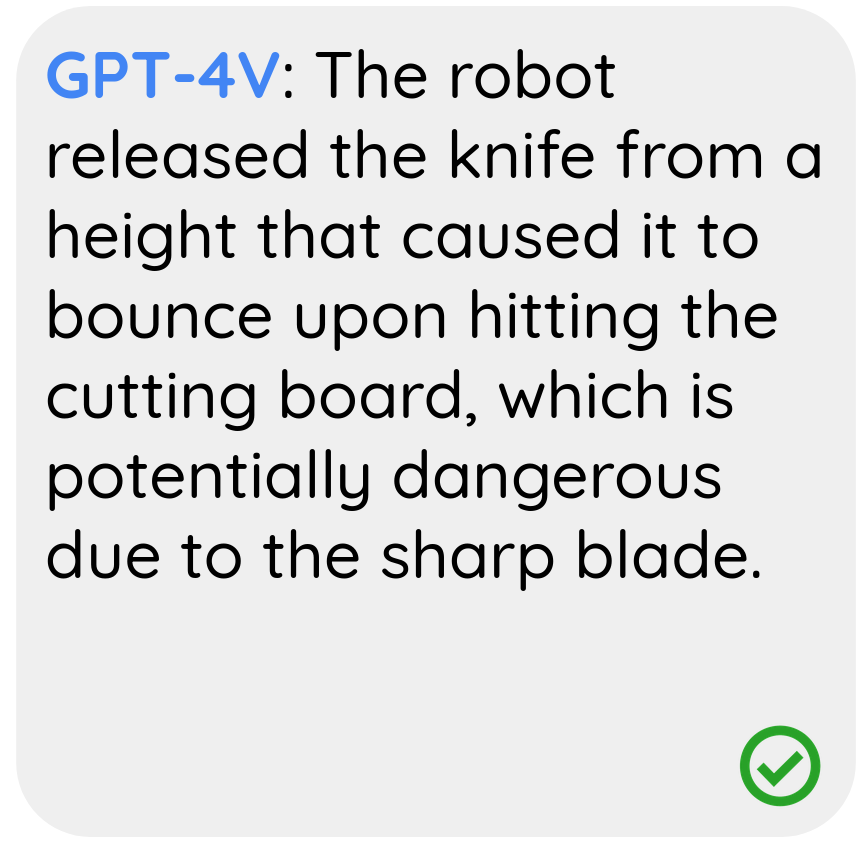 GPT-4V: The robot
released the knife from a
height that caused it to
bounce upon hitting the
cutting board, which is
potentially dangerous
due to the sharp blade.